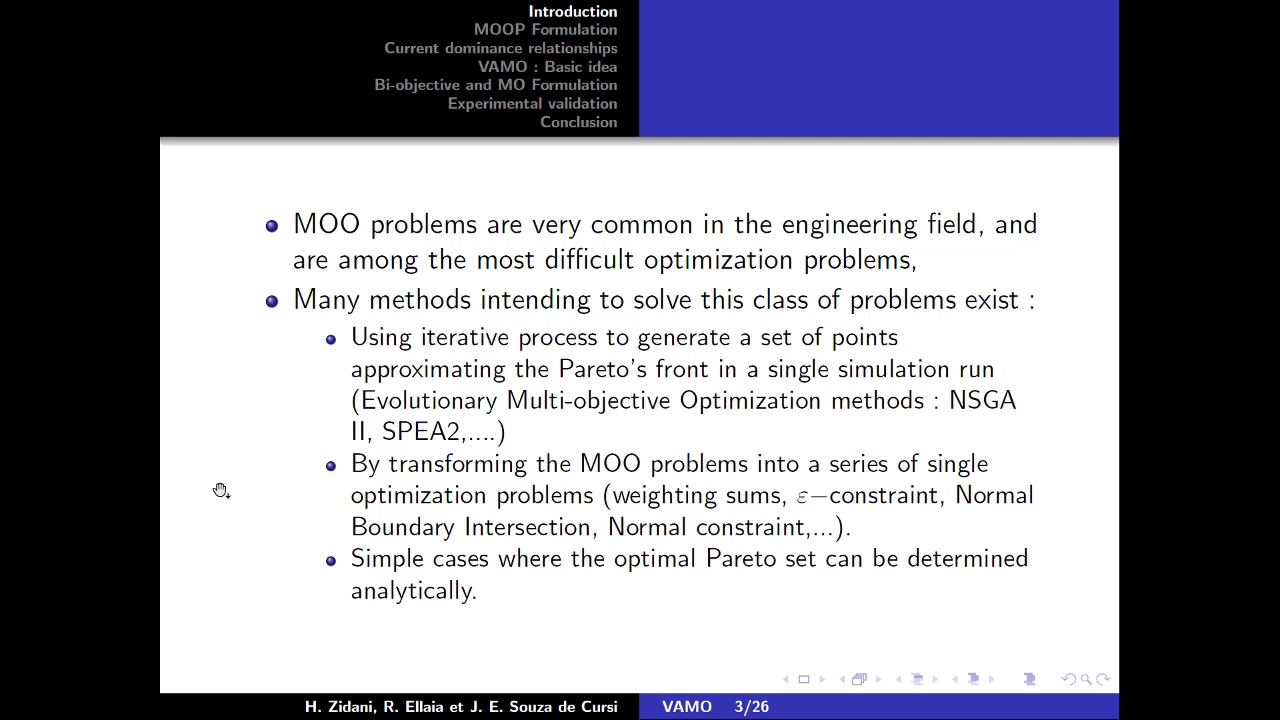 Introduction
MOOP Formulation
Current dominance relationships
VAMO : Basic idea
Bi-objective and MO Formulation
Experimental validation
Conclusion
MOO problems are very common in the engineering field, and
are among the most difficult optimization problems,
Many methods intending to solve this class of problems exist :
Using iterative process to generate a set of points
approximating the Pareto's front in a single simulation run
(Evolutionary Multi-objective Optimization methods : NSGA
II, SPEA2,....)
By transforming the MOO problems into a series of single
optimization problems (weighting sums, ε−constraint, Normal
Boundary Intersection, Normal constraint,...).
Simple cases where the optimal Pareto set can be determined
analytically.
H. Zidani, R. Ellaia et J. E. Souza de Cursi
VAMO 3/26